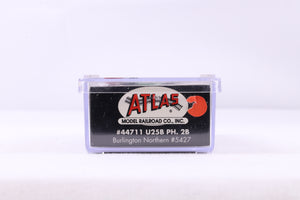 ATLAS
MODEL RAILROAD CO., INC.
#44711 U25B PH. 2B
Burlington Northern #5427